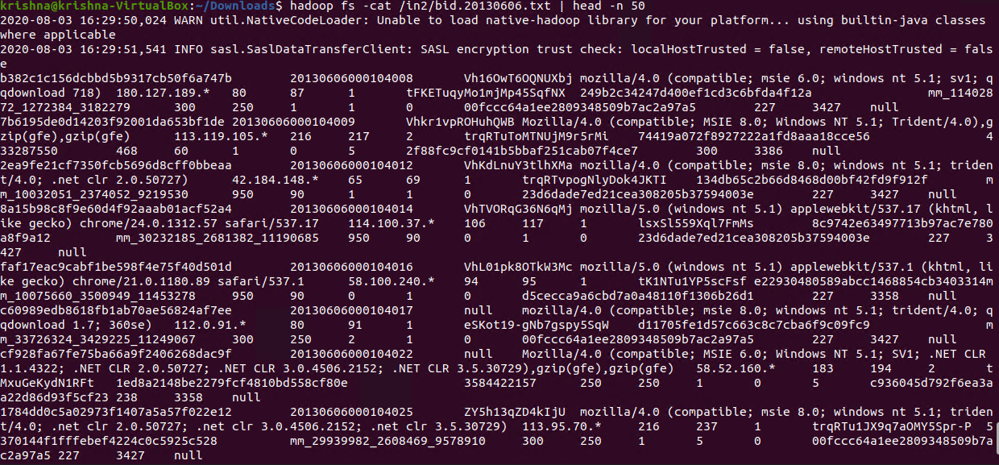 krishna@krishna-VirtualBox:~/Downloads$ hadoop fs -cat /in2/bid.20130606.txt | head -n 50
2020-08-03 16:29:50,024 WARN util.NativeCodeLoader: Unable to load native-hadoop library for your platform... using builtin-java classes
where applicable
2020-08-03 16:29:51,541 INFO sasl.SaslDataTransferClient: SASL encryption trust check: localHostTrusted = false, remoteHostTrusted = fals
e
b382c1c156dcbbd5b9317cb50f6a747b 20130606000104008 Vh16OwT6OQNUXbj mozilla/4.0 (compatible; msie 6.0; windows nt 5.1; sv1; q
qdownload 718) 180.127.189.* 80 87 1 tFKETuqyMo1mjMp45SqfNX 249b2c34247d400ef1cd3c6bfda4f12a mm_114028
72_1272384_3182279 300 250 1 1 0 00fccc64a1ee2809348509b7ac2a97a5 227 3427 null
7b6195de0d14203f92001da653bf1de 20130606000104009 Vhkr1vpROHuhQWB Mozilla/4.0 (compatible; MSIE 8.0; Windows NT 5.1; Trident/4.0),g
zip(gfe),gzip(gfe) 113.119.105.* 216 217 2 trqRTuToMTNUjM9r5rMi 74419a072f8927222a1fd8aaa18cce56 4
33287550 468 60 1 0 5 2f88fc9cf0141b5bbaf251cab07f4ce7 300 3386 null
2ea9fe21cf7350fcb5696d8cff0bbeaa 20130606000104012 VhKdLnuY3tlhXMa mozilla/4.0 (compatible; msie 8.0; windows nt 5.1; triden
t/4.0; .net clr 2.0.50727) 42.184.148.* 65 69 1 trqRTvpogNlyDok4JKTI 134db65c2b66d8468d00bf42fd9f912f m
m_10032051_2374052_9219530 950 90 1 1 0 23d6dade7ed21cea308205b37594003e 227 3427 null
8a15b98c8f9e60d4f92aaab01acf52a4 20130606000104014 VhTVORqG36N6qMj mozilla/5.0 (windows nt 5.1) applewebkit/537.17 (khtml, l
ike gecko) chrome/24.0.1312.57 safari/537.17 114.100.37.* 106 117 1 lsxSl559Xql7FmMs 8c9742e63497713b97ac7e780
a8f9a12 mm_30232185_2681382_11190685 950 90 0 1 0 23d6dade7ed21cea308205b37594003e 227 3
427 null
faf17eac9cabf1be598f4e75f40d501d 20130606000104016 VhL01pk8OTkW3Mc mozilla/5.0 (windows nt 5.1) applewebkit/537.1 (khtml, li
ke gecko) chrome/21.0.1180.89 safari/537.1 58.100.240.* 94 95 1 tK1NTu1YP5scFsf e22930480589abcc1468854cb3403314m
m_10075660_3500949_11453278 950 90 0 1 0 d5cecca9a6cbd7a0a48110f1306b26d1 227 3358 null
c60989edb8618fb1ab70ae56824af7ee 20130606000104017 null mozilla/4.0 (compatible; msie 8.0; windows nt 5.1; trident/4.0; q
qdownload 1.7; 360se) 112.0.91.* 80 91 1 eSKot19-gNb7gspy5SqW d11705fe1d57c663c8c7cba6f9c09fc9 m
m_33726324_3429225_11249067 300 250 2 1 0 00fccc64a1ee2809348509b7ac2a97a5 227 3427 null
cf928fa67fe75ba66a9f2406268dac9f 20130606000104022 null Mozilla/4.0 (compatible; MSIE 6.0; Windows NT 5.1; SV1; .NET CLR
1.1.4322; .NET CLR 2.0.50727; .NET CLR 3.0.4506.2152; .NET CLR 3.5.30729),gzip(gfe),gzip(gfe) 58.52.160.* 183 194 2 t
MxuGeKydN1RFt 1ed8a2148be2279fcf4810bd558cf80e 3584422157 250 250 1 0 5 c936045d792f6ea3a
a22d86d93f5cf23 238 3358 null
1784dd0c5a02973f1407a5a57f022e12 20130606000104025 ZY5h13qZD4kIjU mozilla/4.0 (compatible; msie 8.0; windows nt 5.1; triden
t/4.0; .net clr 2.0.50727; .net clr 3.0.4506.2152; .net clr 3.5.30729) 113.95.70.* 216 237 1 trqRTu1JX9q7aOMY5Spr-P 5
370144f1fffebef4224c0c5925c528 mm_29939982_2608469_9578910 300 250 1 5 0 00fccc64a1ee2809348509b7a
c2a97a5 227 3427 null